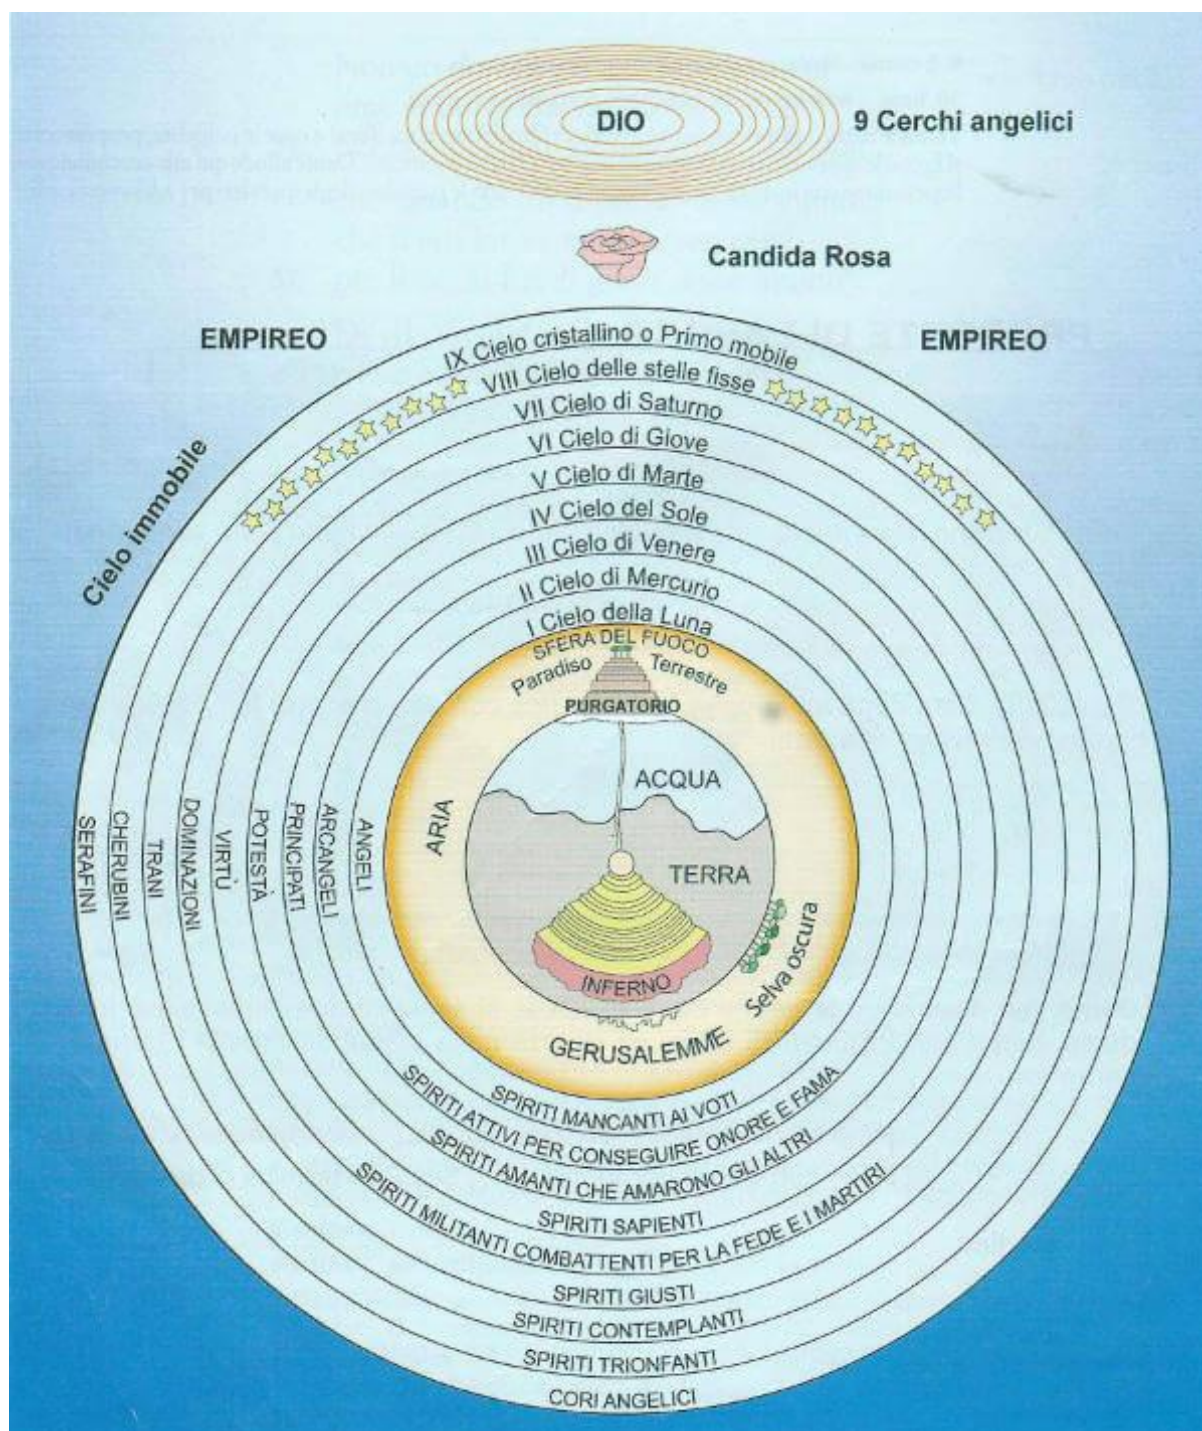 DIO
9 Cerchi angelici
Candida Rosa
EMPIREO
EMPIREO
Cielo immobile
IX Cielo cristallino o Primo mobile
VIII Cielo delle stelle fisse
VII Cielo di Saturno
VI Cielo di Giove
V Cielo di Marte
IV Cielo del Sole
III Cielo di Venere
II Cielo di Mercurio
I Cielo della Luna
SFERA DEL FUOCO
Paradiso Terrestre
PURGATORIO
ACQUA
ARIA
TERRA
Selva oscura
INFERNO
GERUSALEMME
SERAFINI
CHERUBINI
TRANI
DOMINAZIONI
VIRTÙ
POTESTÀ
PRINCIPATI
ARCANGELI
ANGELI
SPIRITI MANCANTI AI VOTI
SPIRITI ATTIVI PER CONSEGUIRE ONORE E FAMA
SPIRITI AMANTI CHE AMARONO GLI ALTRI
SPIRITI SAPIENTI
SPIRITI MILITANTI COMBATTENTI PER LA FEDE E I MARTIRI
SPIRITI GIUSTI
SPIRITI CONTEMPLANTI
SPIRITI TRIONFANTI
CORI ANGELICI